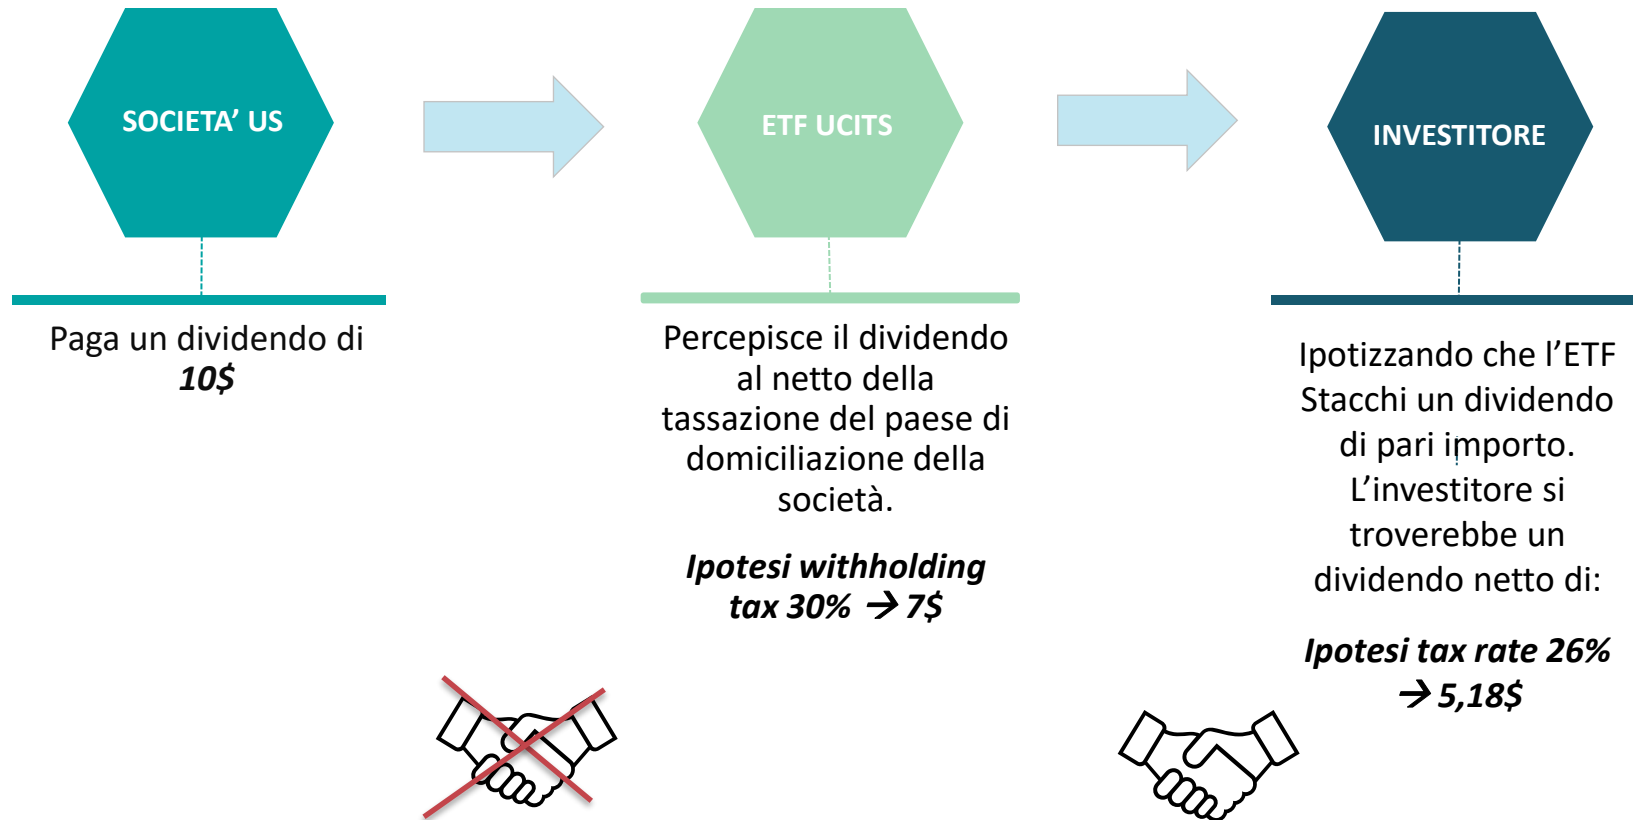 SOCIETA’ US
Paga un dividendo di
10$
ETF UCITS
Percepisce il dividendo
al netto della
tassazione del paese di
domiciliazione della
società.
Ipotesi withholding
tax 30% → 7$
INVESTITORE
Ipotizzando che l’ETF
Stacchi un dividendo
di pari importo.
L’investitore si
troverebbe un
dividendo netto di:
Ipotesi tax rate 26%
→ 5,18$